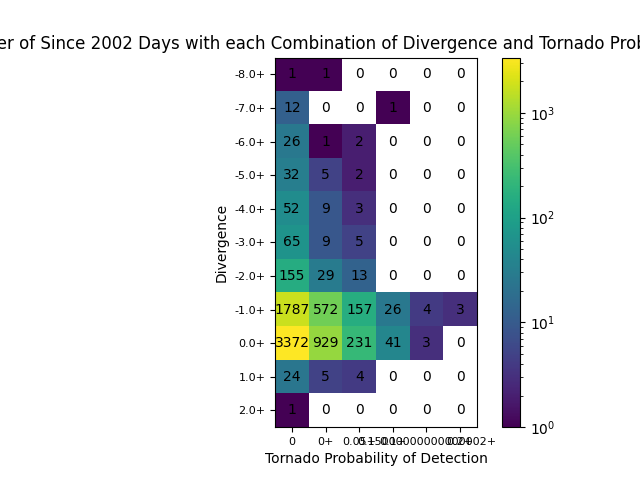 er of Since 2002 Days with each Combination of Divergence and Tornado Prob
-8.0+ 1 1 0 0 0 0
-7.0+ 12 0 0 1 0 0
-6.0+ 26 1 2 0 0 0
-5.0+ 32 5 2 0 0 0
-4.0+ 52 9 3 0 0 0
-3.0+ 65 9 5 0 0 0
-2.0+ 155 29 13 0 0 0
-1.0+ 1787 572 157 26 4 3
0.0+ 3372 929 231 41 3 0
1.0+ 24 5 4 0 0 0
2.0+ 1 0 0 0 0 0
Divergence
0 0+
Tornado Probability of Detection
10³
10²
10¹
10⁰